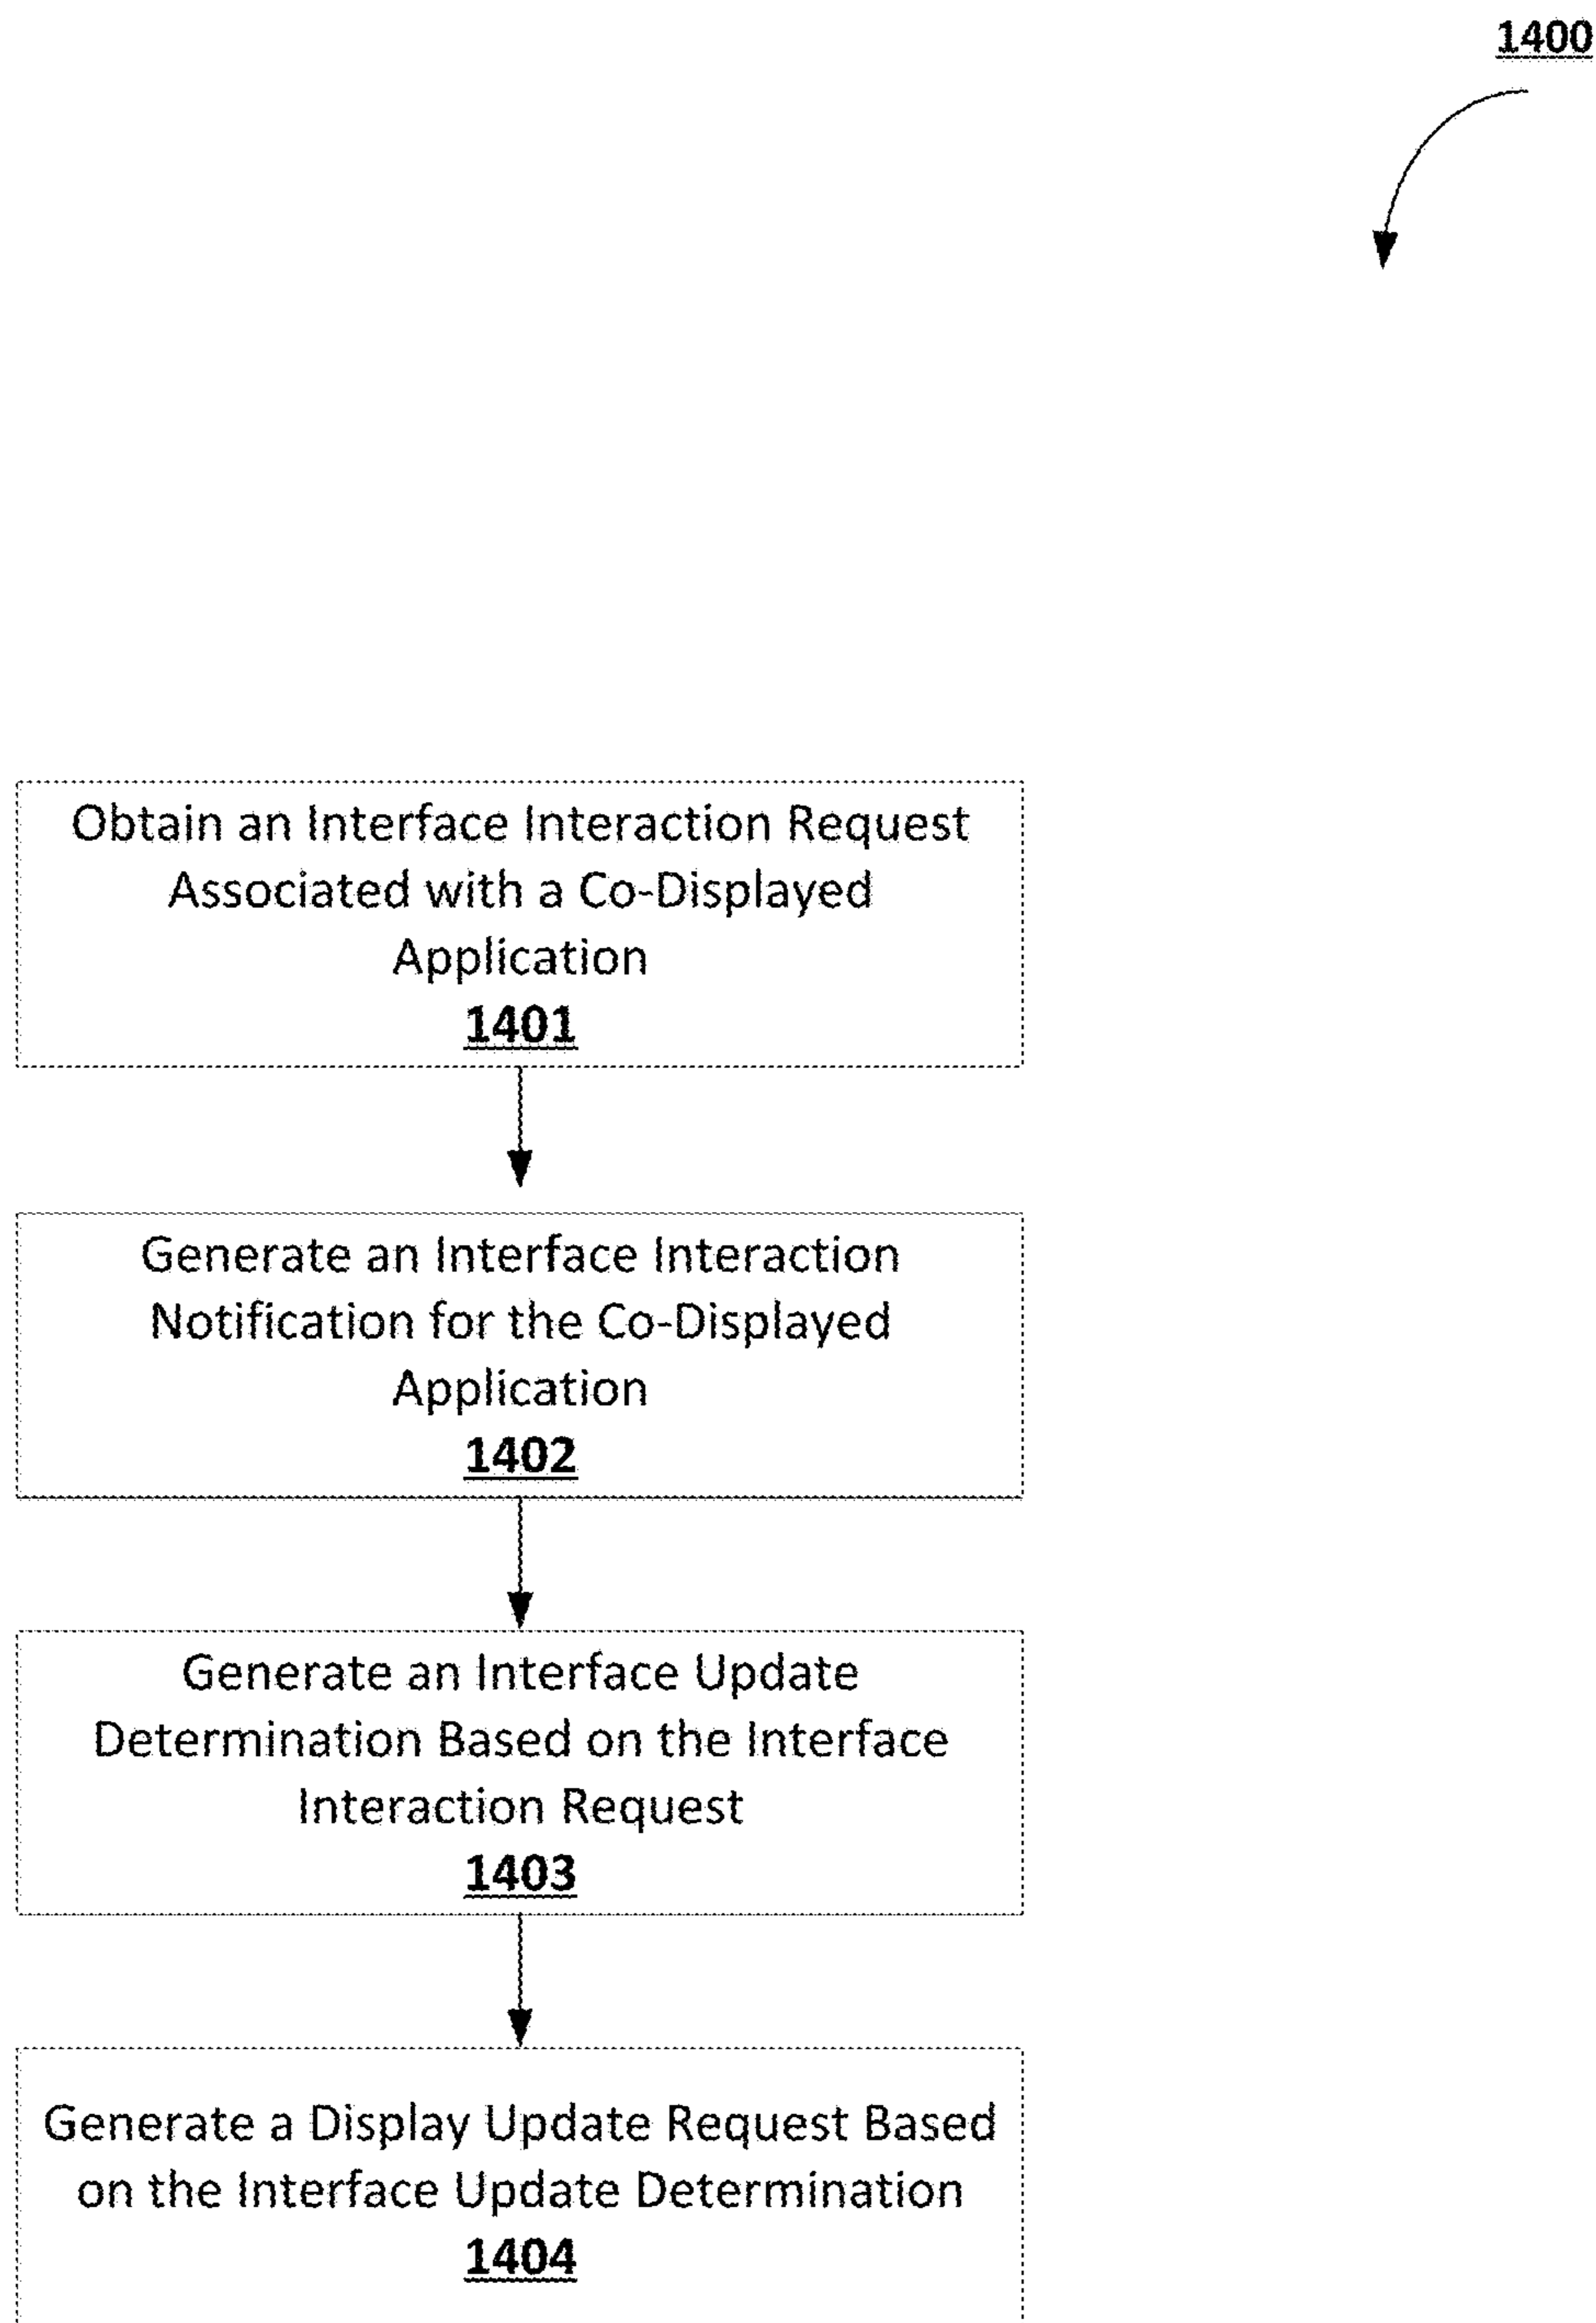 1400
Obtain an Interface Interaction Request
Associated with a Co-Displayed
Application
1401
Generate an Interface Interaction
Notification for the Co-Displayed
Application
1402
Generate an Interface Update
Determination Based on the Interface
Interaction Request
1403
Generate a Display Update Request Based
on the Interface Update Determination
1404